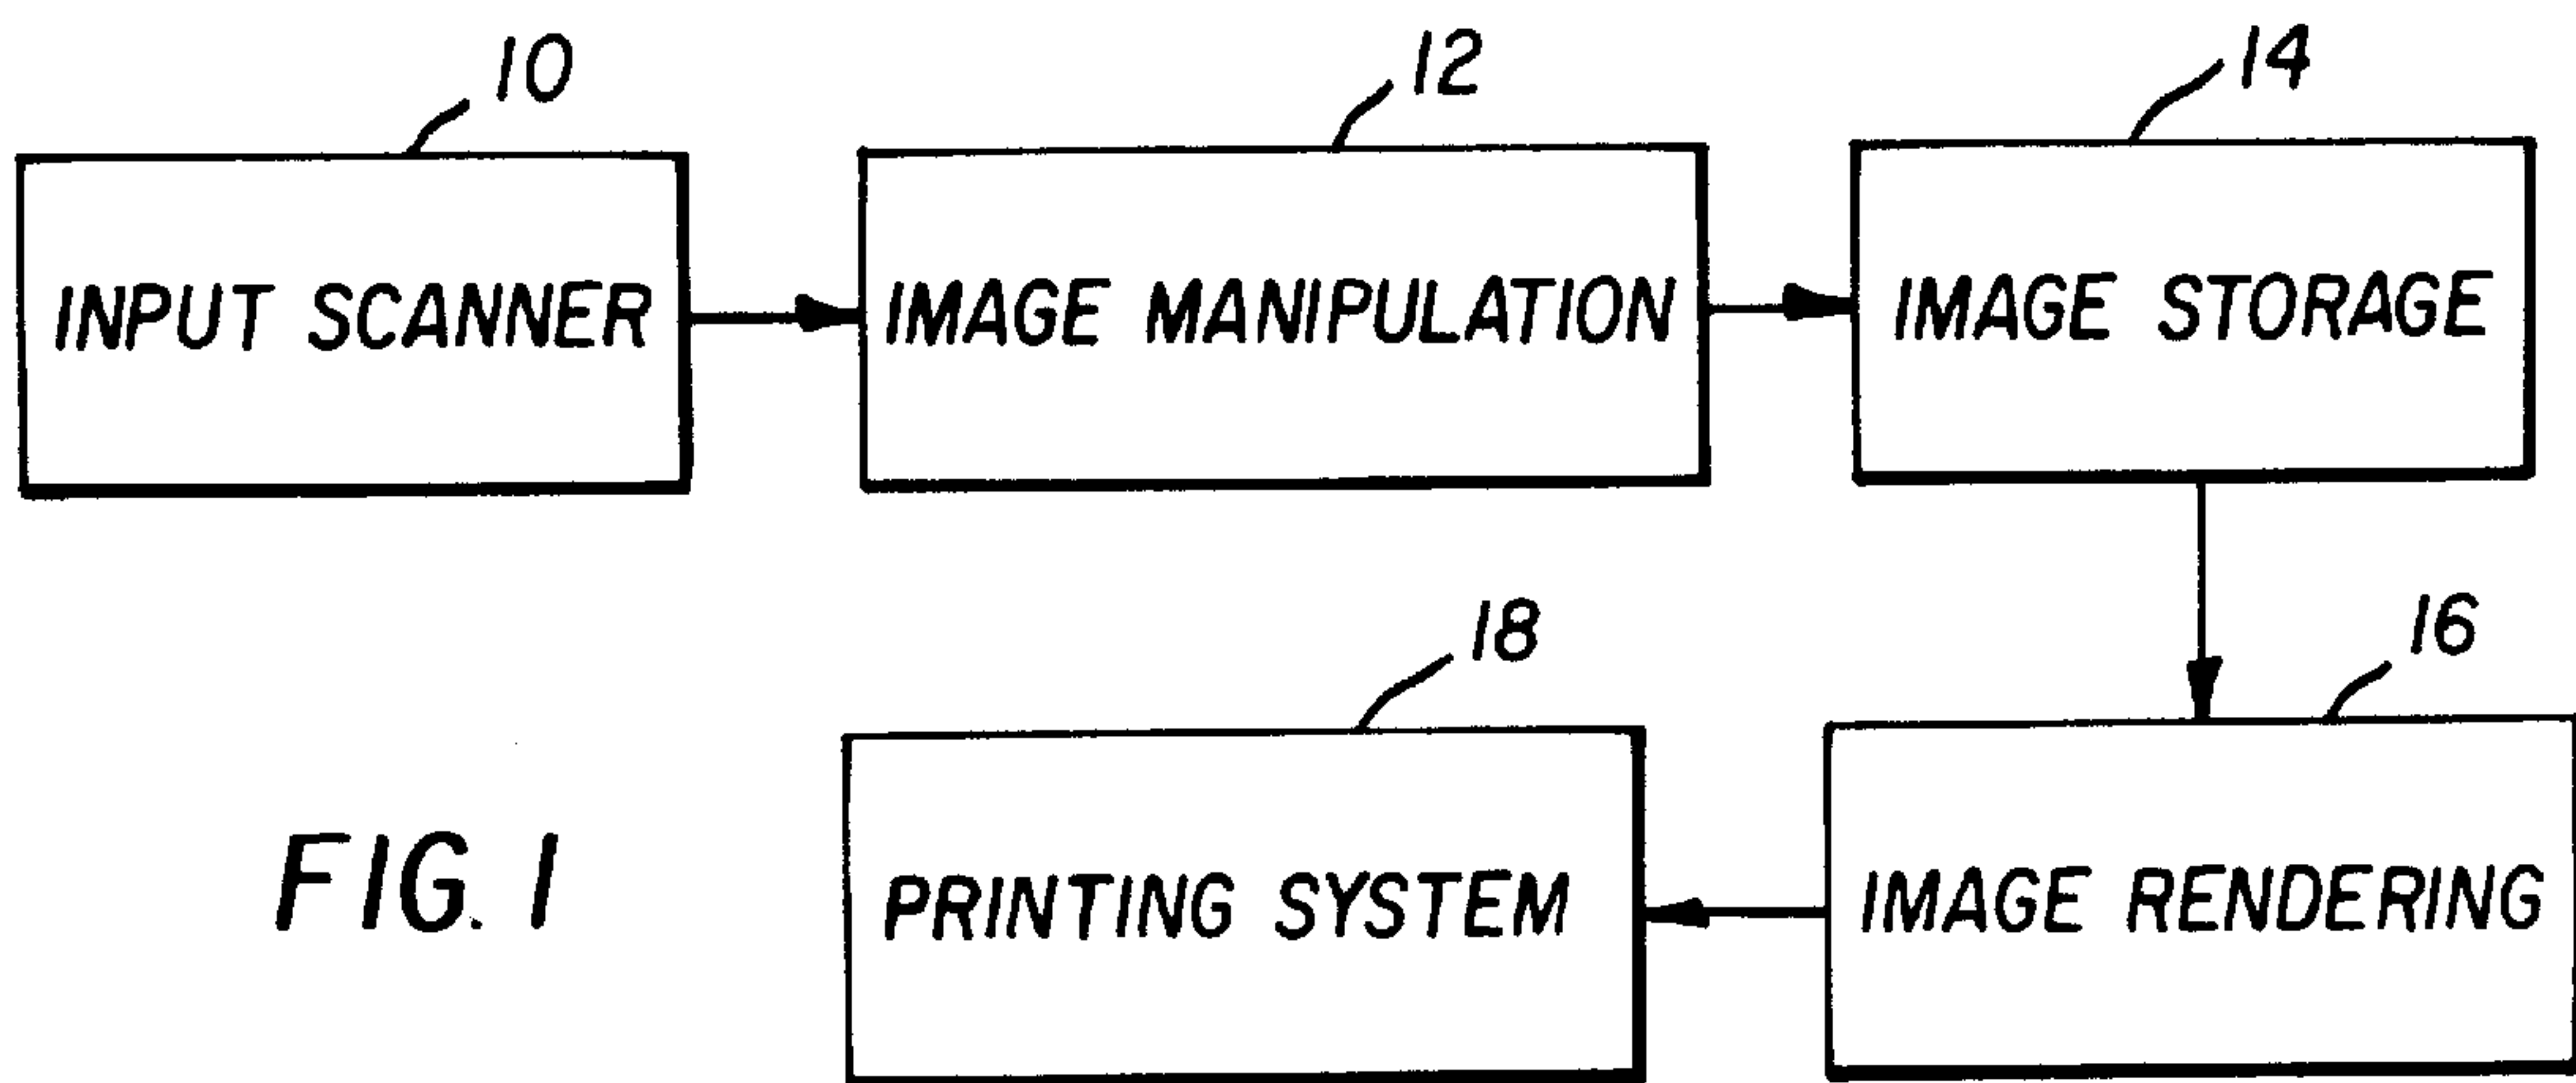 10
12
14
INPUT SCANNER
IMAGE MANIPULATION
IMAGE STORAGE
18
16
PRINTING SYSTEM
IMAGE RENDERING
FIG. 1